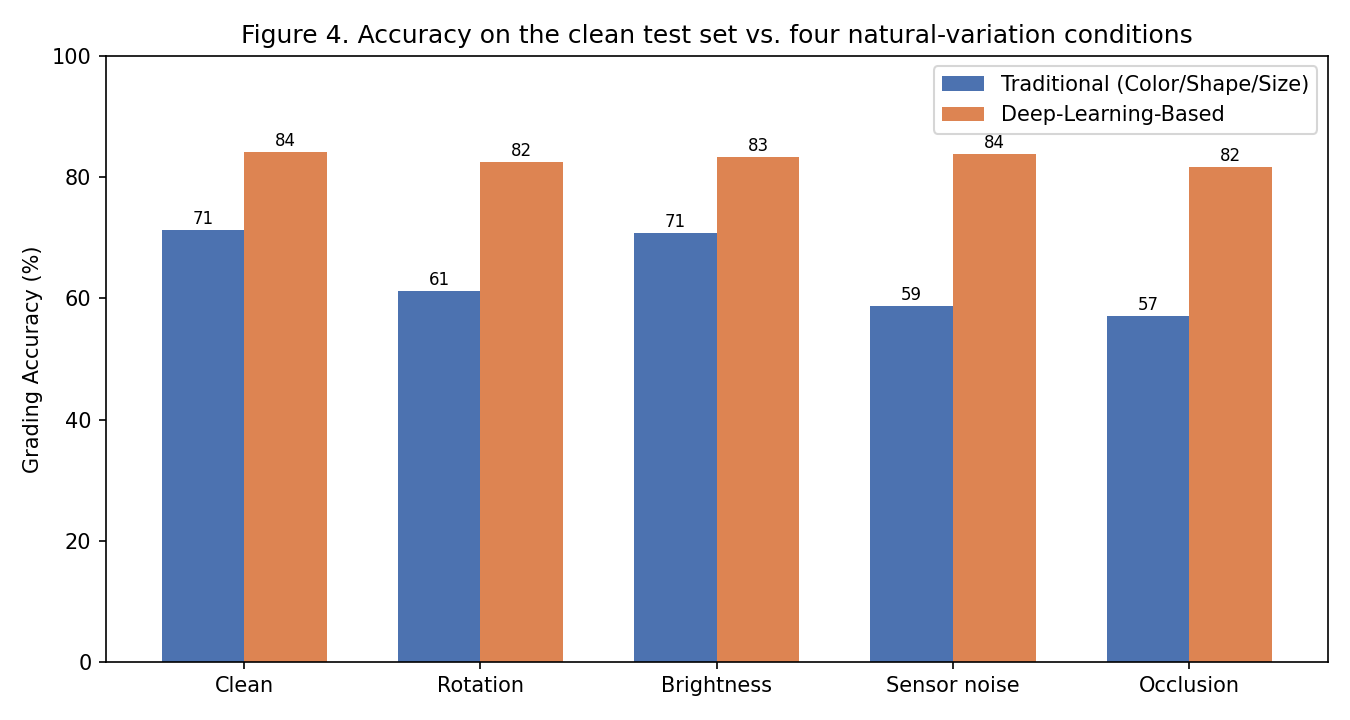 Figure 4. Accuracy on the clean test set vs. four natural-variation conditions
Traditional (Color/Shape/Size)
Deep-Learning-Based
Grading Accuracy (%)
100
80
60
40
20
0
71
84
61
82
71
83
59
84
57
82
Clean
Rotation
Brightness
Sensor noise
Occlusion